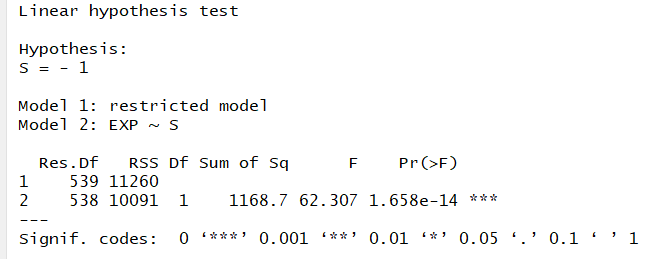 Linear hypothesis test
Hypothesis:
S = - 1
Model 1: restricted model
Model 2: EXP ~ S
  Res.Df   RSS Df Sum of Sq      F    Pr(>F)
1    539 11260
2    538 10091  1    1168.7 62.307 1.658e-14 ***
---
Signif. codes:  0 ‘***’ 0.001 ‘**’ 0.01 ‘*’ 0.05 ‘.’ 0.1 ‘ ’ 1